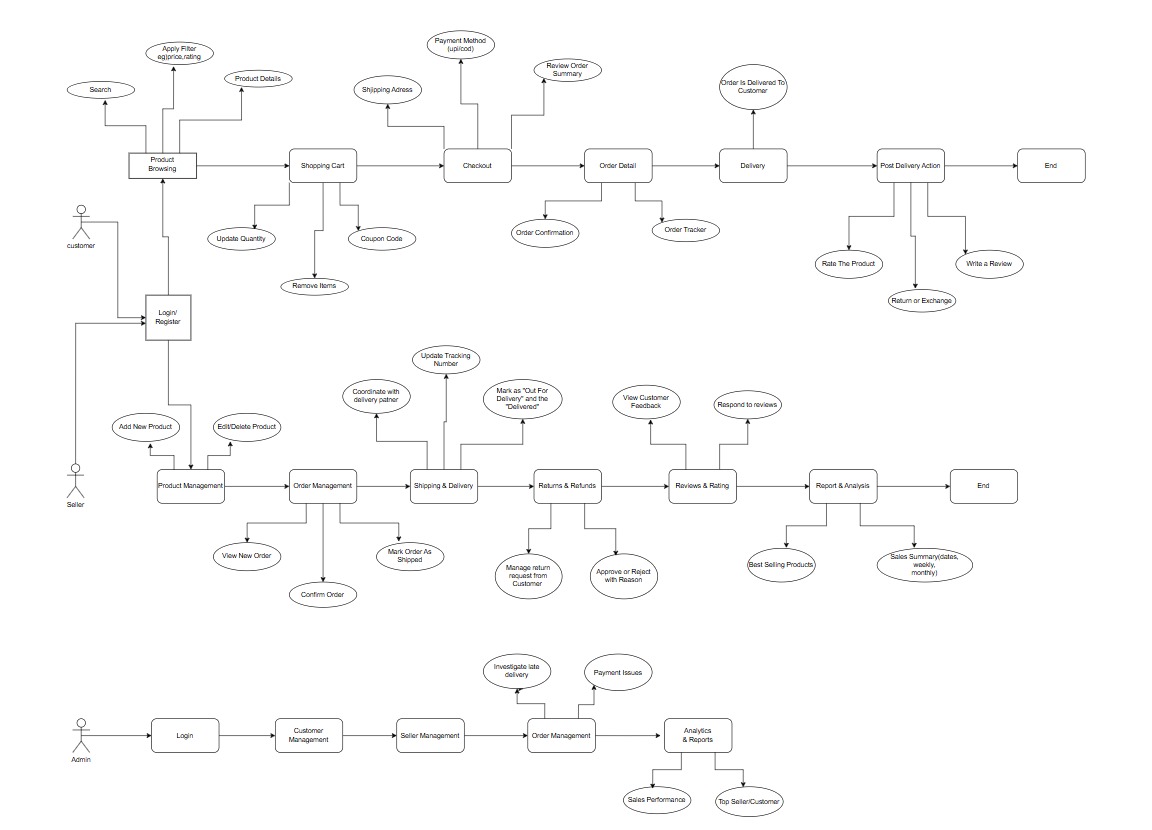 Payment Method
(upi/cod)
Apply Filter
eg)price,rating
Review Order
Summary
Product Details
Search
Shjipping Adress
Order Is Delivered To
Customer
Product
Browsing
Shopping Cart
Checkout
Order Detail
Delivery
Post Delivery Action
End
customer
Update Quantity
Coupon Code
Order Confirmation
Order Tracker
Remove Items
Rate The Product
Write a Review
Return or Exchange
Login/
Register
Update Tracking
Number
Coordinate with
delivery patner
Mark as "Out For
Delivery" and the
"Delivered"
View Customer
Feedback
Respond to reviews
Add New Product
Edit/Delete Product
Seller
Product Management
Order Management
Shipping & Delivery
Returns & Refunds
Reviews & Rating
Report & Analysis
End
View New Order
Mark Order As
Shipped
Confirm Order
Manage return
request from
Customer
Approve or Reject
with Reason
Best Selling Products
Sales Summary(dates,
weekly,
monthly)
Investigate late
delivery
Payment Issues
Admin
Login
Customer
Management
Seller Management
Order Management
Analytics
& Reports
Sales Performance
Top Seller/Customer